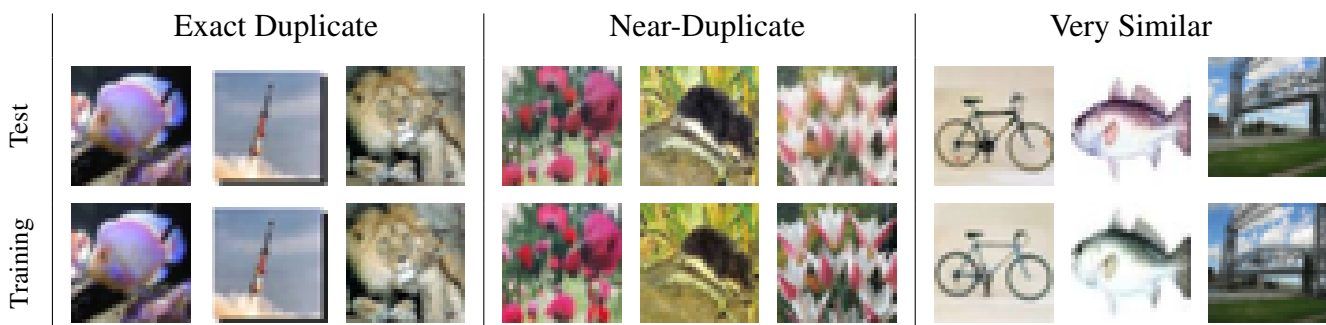 Exact Duplicate
Near-Duplicate
Very Similar
Test
Training